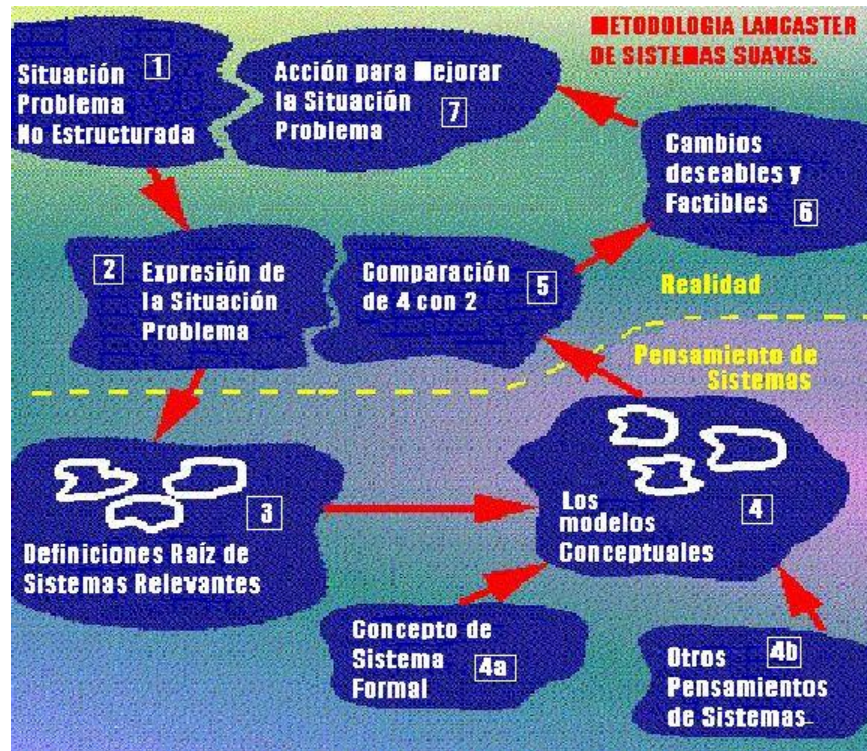 METODOLOGIA LANCASTER
DE SISTEMAS SUAVES.
1
Situación
Problema
No Estructurada
Acción para Mejorar
la Situación
Problema
7
Cambios
deseables y
Factibles
6
2
Expresión de
la Situación
Problema
Comparación
de 4 con 2
5
Realidad
Pensamiento de
Sistemas
3
Definiciones Raíz de
Sistemas Relevantes
4
Los
modelos
Conceptuales
Concepto de
Sistema
Formal
4a
4b
Otros
Pensamientos
de Sistemas